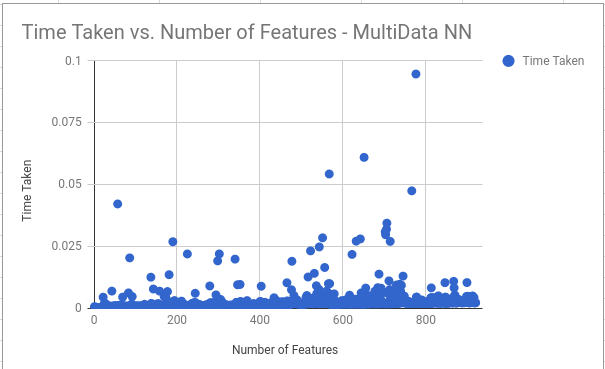 Time Taken vs. Number of Features - MultiData NN
0.1
Time Taken
0.075
0.05
0.025
0
Time Taken
0 200 400 600 800
Number of Features